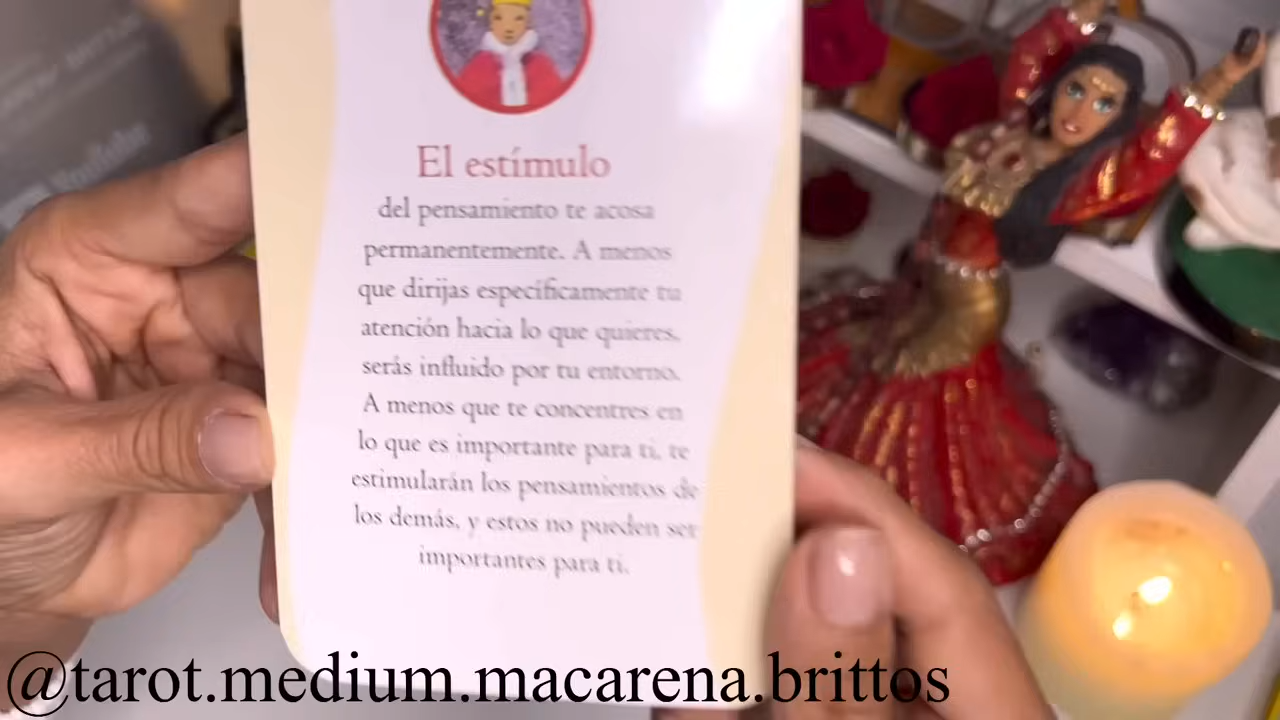 El estímulo
del pensamiento te acosa
permanentemente. A menos
que dirijas específicamente tu
atención hacia lo que quieres,
serás influido por tu entorno.
A menos que te concentres en
lo que es importante para ti, te
estimularán los pensamientos de
los demás, y estos no pueden ser
importantes para ti.
@tarot.medium.macarena.brittos